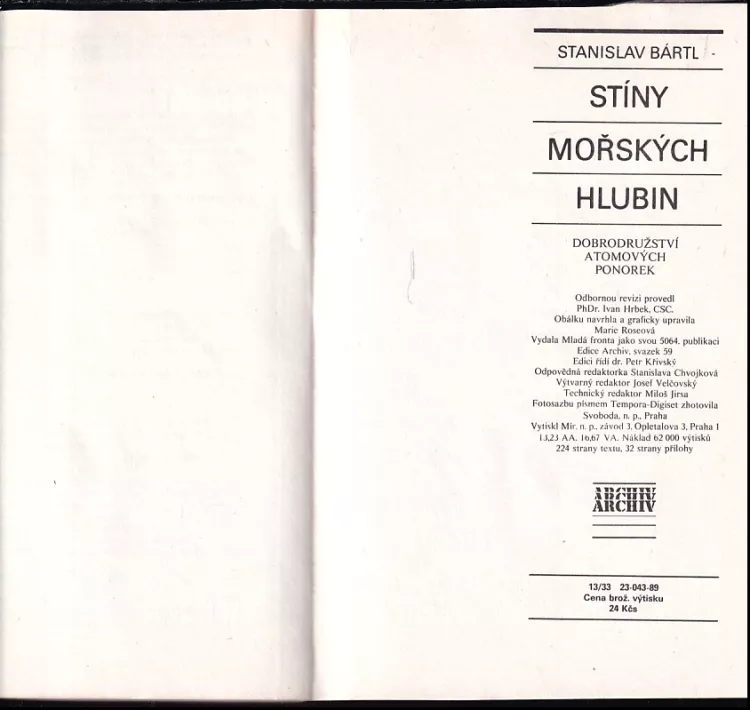 STANISLAV BÁRTL
STÍNY
MOŘSKÝCH
HLUBIN
DOBRODRUŽSTVÍ
ATOMOVÝCH
PONOREK
Odbornou revizi provedl
PhDr. Ivan Hrbek, CSC.
Obálku navrhla a graficky upravila
Marie Roseová
Vydala Mladá fronta jako svou 5064. publikaci
Edice Archiv, svazek 59
Edici řídí dr. Petr Křivský
Odpovědná redaktorka Stanislava Chvojková
Výtvarný redaktor Josef Velčovský
Technický redaktor Miloš Jirsa
Fotosazbu písmem Tempora-Digiset zhotovila
Svoboda, n. p., Praha
Vytiskl Mír, n. p., závod 3, Opletalova 3, Praha 1
13,23 AA. 16,67 VA. Náklad 62 000 výtisků
224 strany textu, 32 strany přílohy
ARCHIV
ARCHIV
13/33 23-043-89
Cena brož. výtisku
24 Kčs